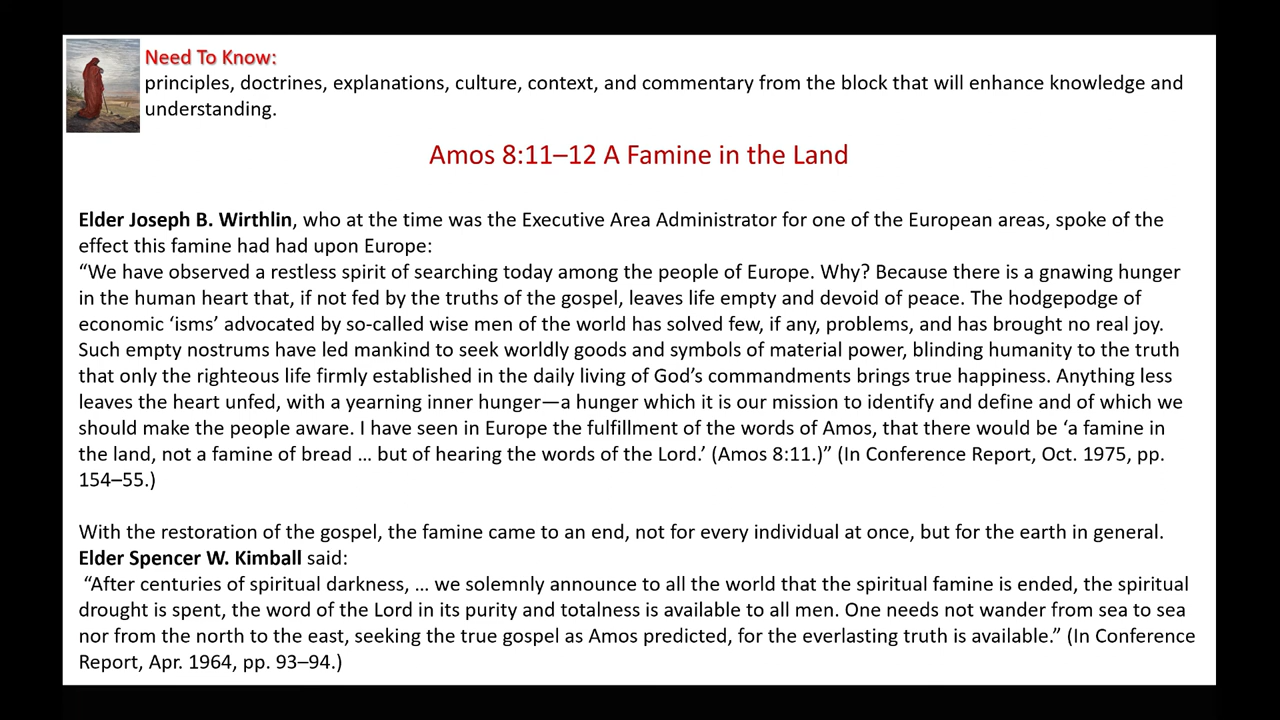 Need To Know:
principles, doctrines, explanations, culture, context, and commentary from the block that will enhance knowledge and
understanding.
Amos 8:11–12 A Famine in the Land
Elder Joseph B. Wirthlin, who at the time was the Executive Area Administrator for one of the European areas, spoke of the
effect this famine had had upon Europe:
“We have observed a restless spirit of searching today among the people of Europe. Why? Because there is a gnawing hunger
in the human heart that, if not fed by the truths of the gospel, leaves life empty and devoid of peace. The hodgepodge of
economic ‘isms’ advocated by so-called wise men of the world has solved few, if any, problems, and has brought no real joy.
Such empty nostrums have led mankind to seek worldly goods and symbols of material power, blinding humanity to the truth
that only the righteous life firmly established in the daily living of God’s commandments brings true happiness. Anything less
leaves the heart unfed, with a yearning inner hunger—a hunger which it is our mission to identify and define and of which we
should make the people aware. I have seen in Europe the fulfillment of the words of Amos, that there would be ‘a famine in
the land, not a famine of bread … but of hearing the words of the Lord.’ (Amos 8:11.)” (In Conference Report, Oct. 1975, pp.
154–55.)
With the restoration of the gospel, the famine came to an end, not for every individual at once, but for the earth in general.
Elder Spencer W. Kimball said:
“After centuries of spiritual darkness, … we solemnly announce to all the world that the spiritual famine is ended, the spiritual
drought is spent, the word of the Lord in its purity and totalness is available to all men. One needs not wander from sea to sea
nor from the north to the east, seeking the true gospel as Amos predicted, for the everlasting truth is available.” (In Conference
Report, Apr. 1964, pp. 93–94.)